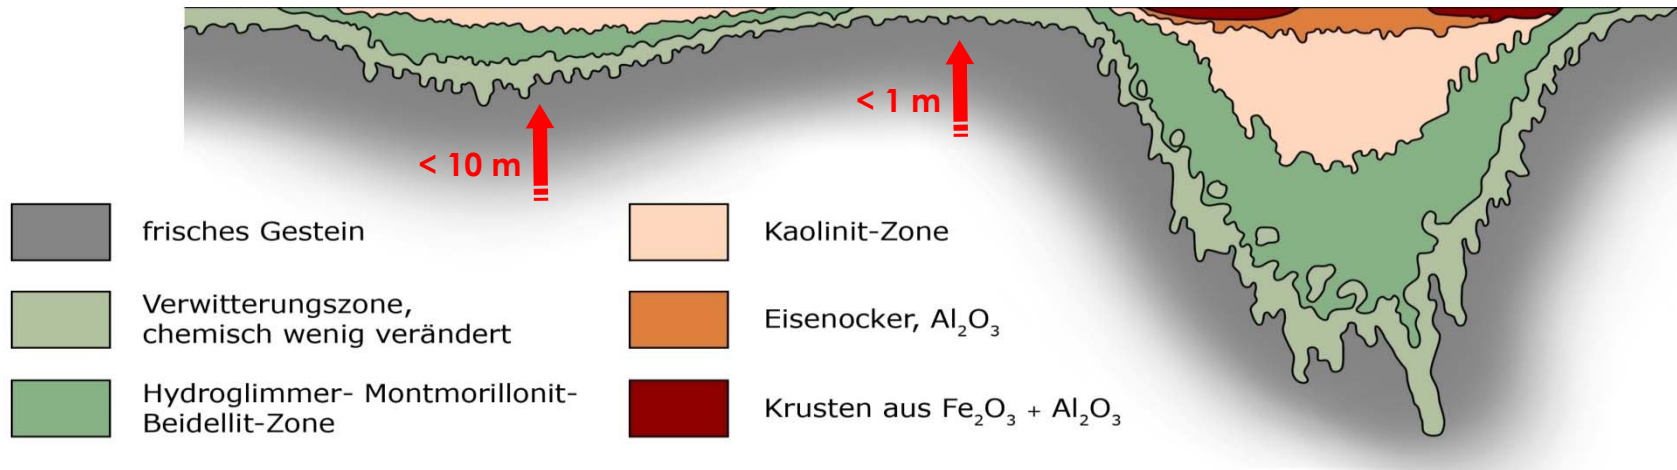 < 1 m
< 10 m
frisches Gestein
Verwitterungszone,
chemisch wenig verändert
Hydroglimmer- Montmorillonit-
Beidellit-Zone
Kaolinit-Zone
Eisenocker, Al₂O₃
Krusten aus Fe₂O₃ + Al₂O₃